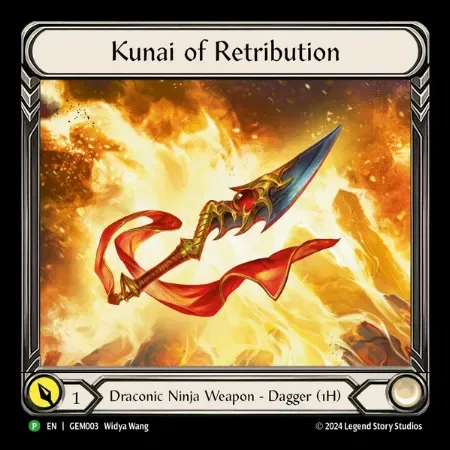 Kunai of Retribution
1
Draconic Ninja Weapon - Dagger (1H)
P EN | GEM003 Widya Wang
© 2024 Legend Story Studios